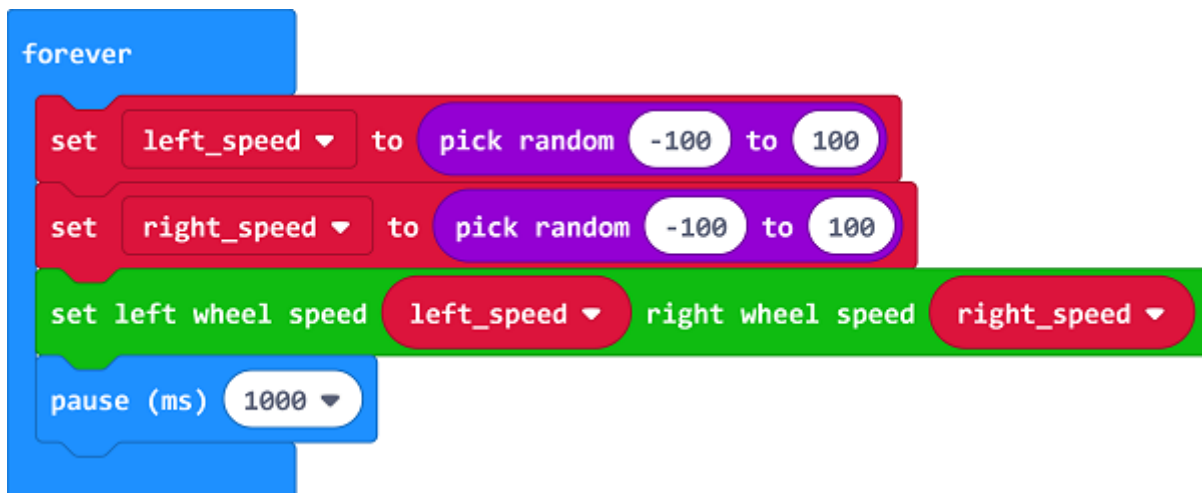 forever
set left_speed to pick random -100 to 100
set right_speed to pick random -100 to 100
set left wheel speed left_speed right wheel speed right_speed
pause (ms) 1000